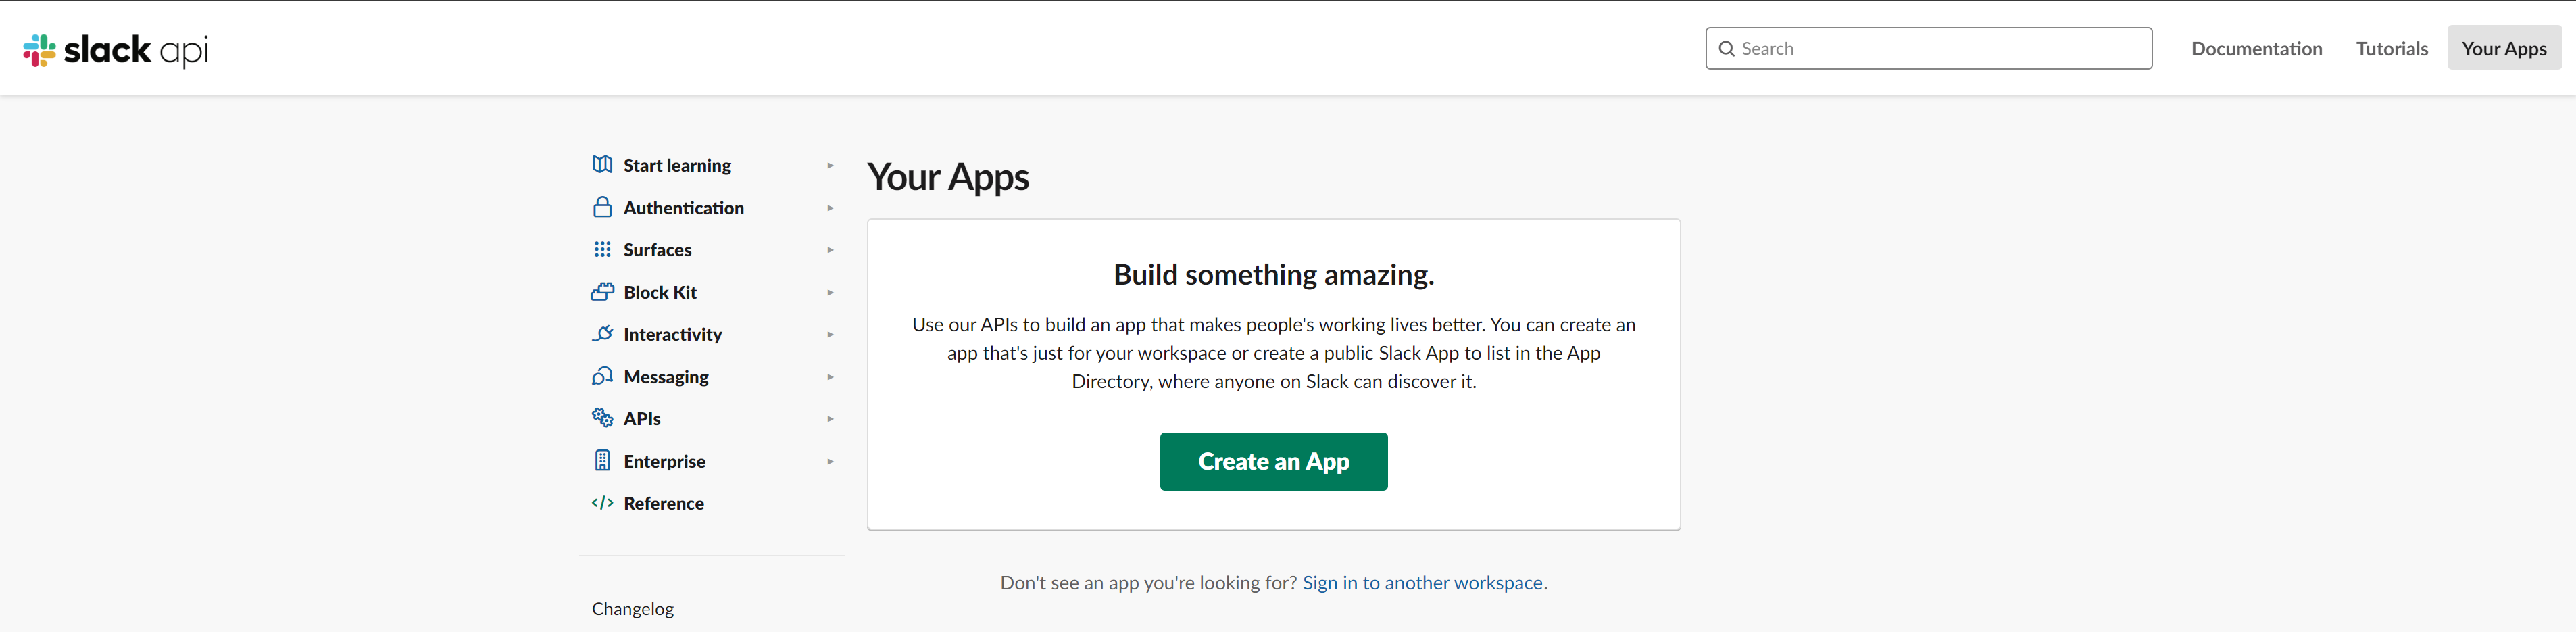 slack api
Search
Documentation
Tutorials
Your Apps
Start learning
Authentication
Surfaces
Block Kit
Interactivity
Messaging
APIs
Enterprise
Reference
Changelog
Your Apps
Build something amazing.
Use our APIs to build an app that makes people's working lives better. You can create an
app that's just for your workspace or create a public Slack App to list in the App
Directory, where anyone on Slack can discover it.
Create an App
Don't see an app you're looking for? Sign in to another workspace.